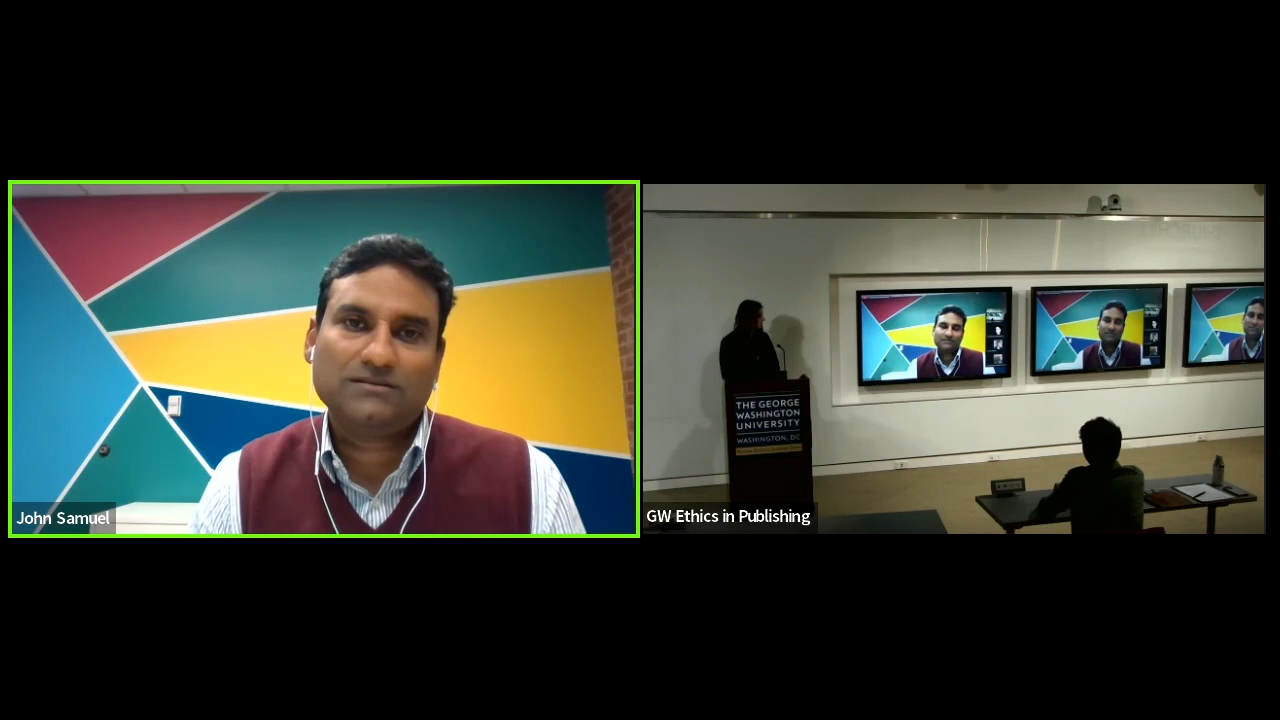 John Samuel
THE GEORGE
WASHINGTON
UNIVERSITY
WASHINGTON, DC
GW Ethics in Publishing